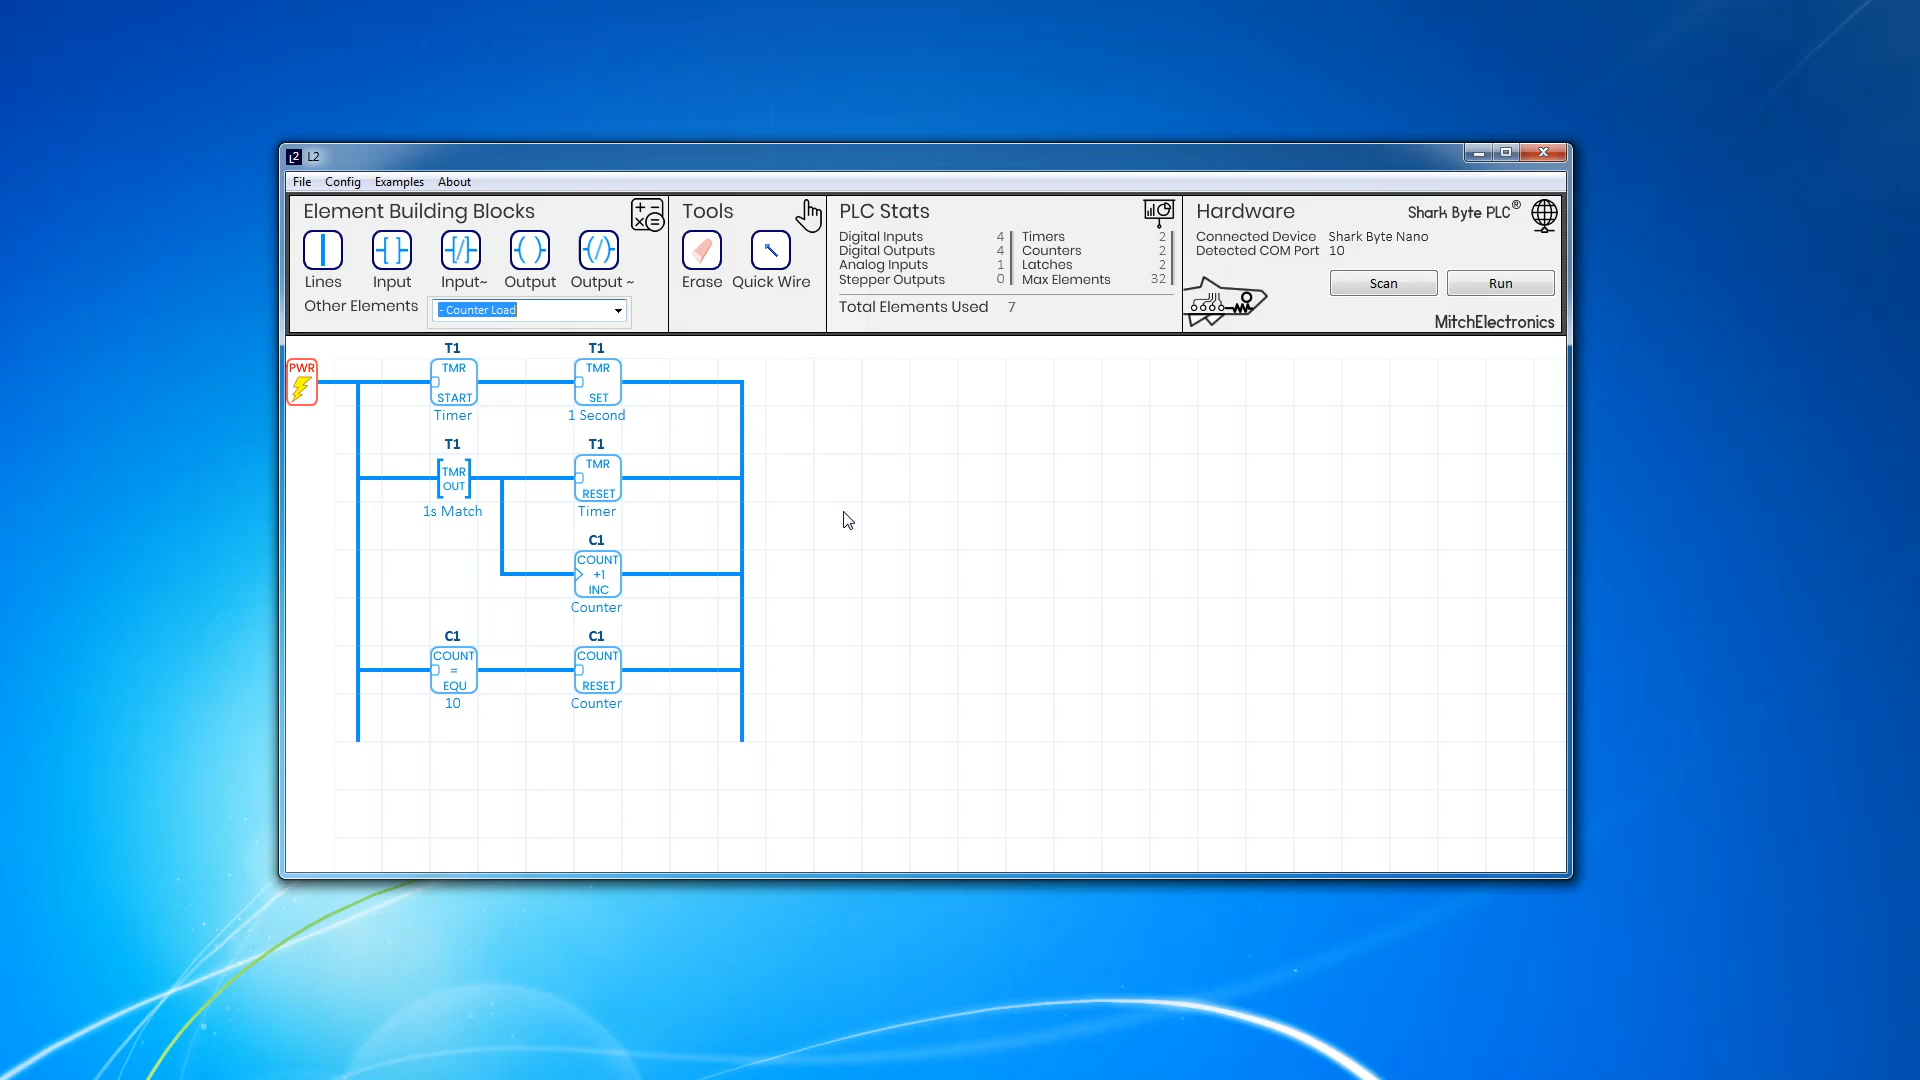 L2 L2
File Config Examples About
Element Building Blocks
Lines Input Input~ Output Output ~
Other Elements - Counter Load
Tools
Erase Quick Wire
PLC Stats
Digital Inputs 4 Timers 2
Digital Outputs 4 Counters 2
Analog Inputs 1 Latches 2
Stepper Outputs 0 Max Elements 32
Total Elements Used 7
Hardware Shark Byte PLC®
Connected Device Shark Byte Nano
Detected COM Port 10
Scan Run
MitchElectronics
PWR
T1 T1
TMR TMR
START SET
Timer 1 Second
T1 T1
TMR TMR
OUT RESET
1s Match Timer
C1
COUNT
+1
INC
Counter
C1 C1
COUNT COUNT
=
EQU RESET
10 Counter